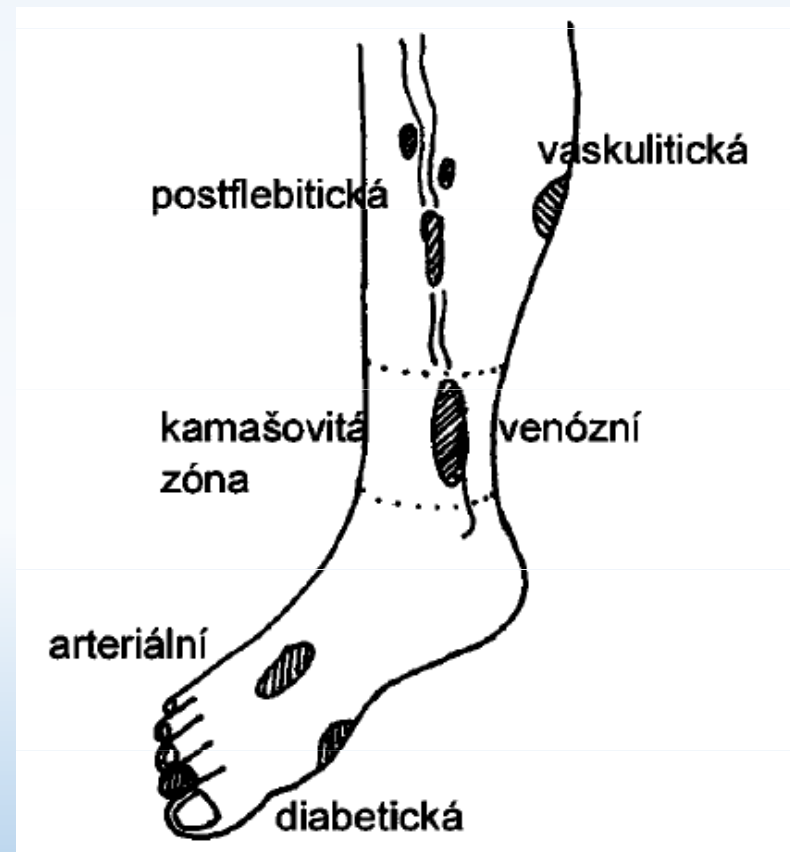 vaskulitická
postflebitická
kamašovitá
zóna
venózní
arteriální
diabetická